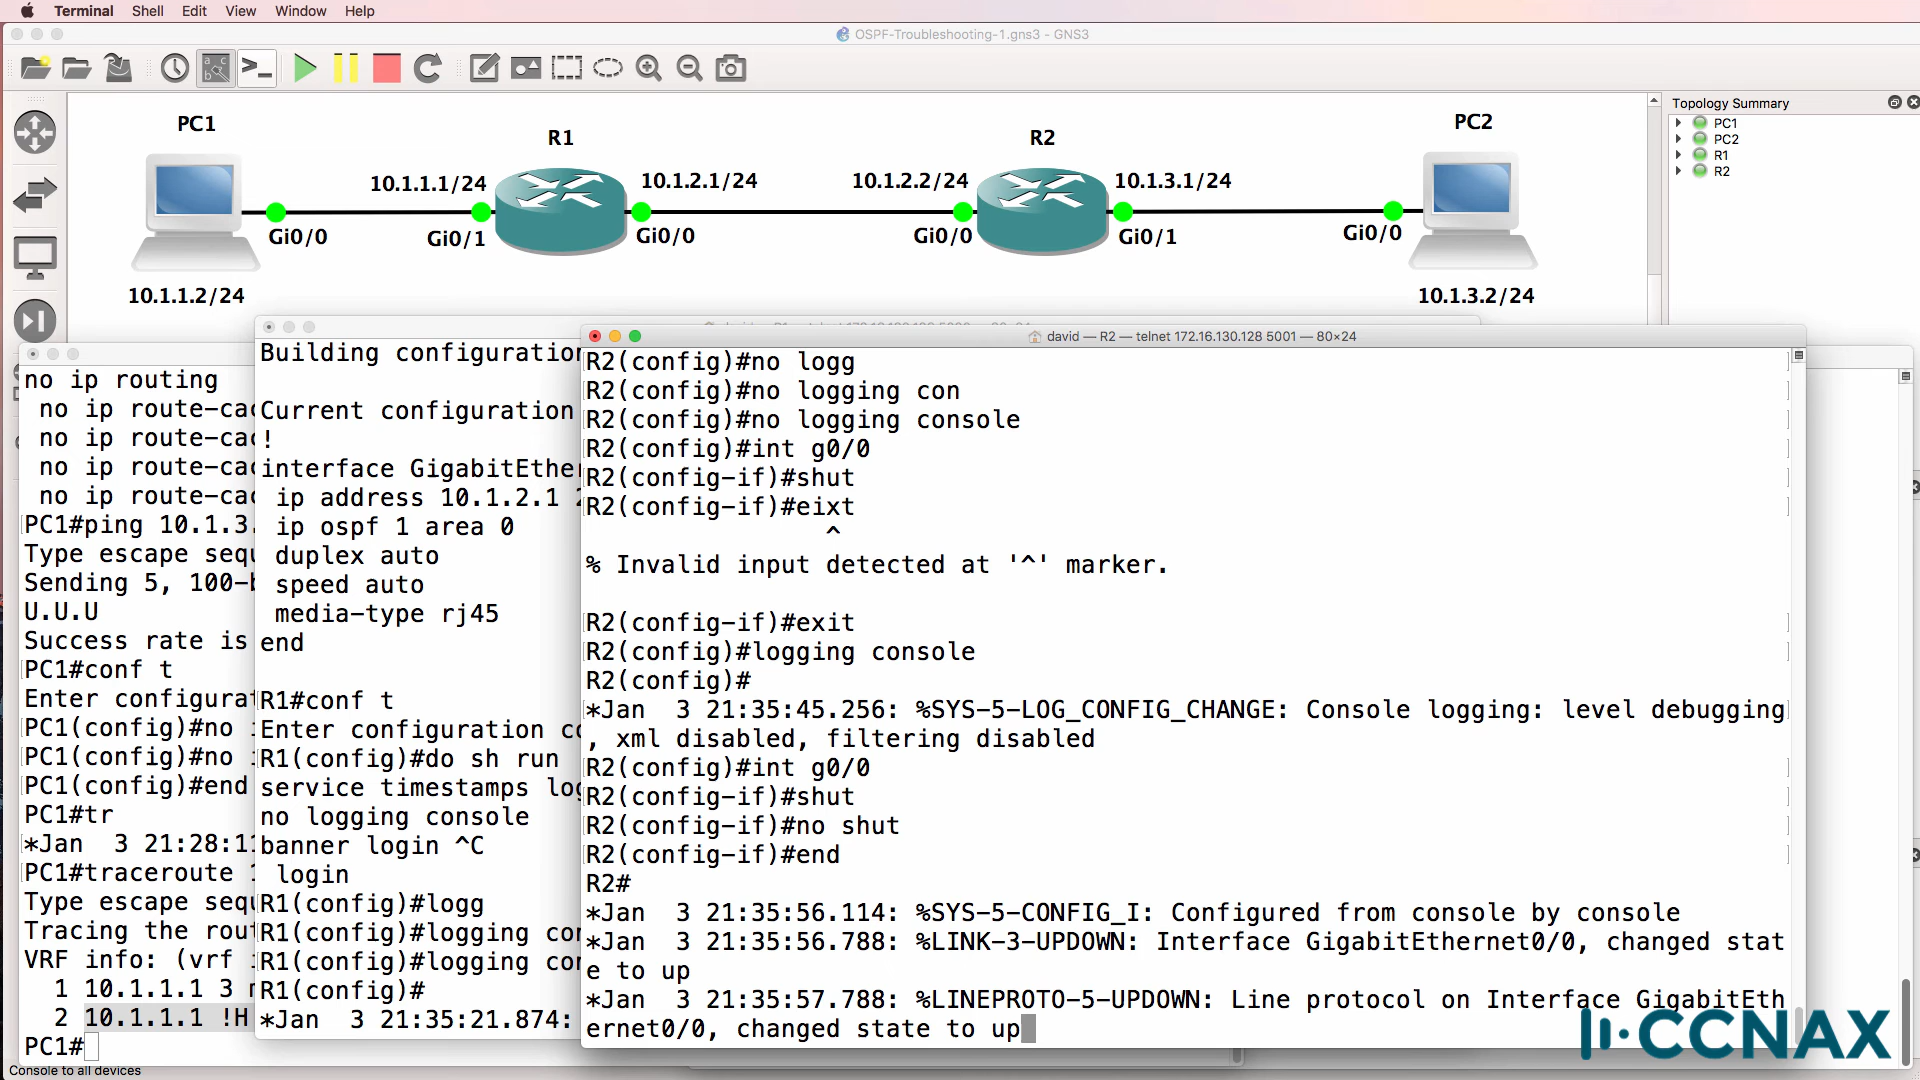 Terminal Shell Edit View Window Help
OSPF-Troubleshooting-1.gns3 - GNS3
Topology Summary
PC1
PC2
R1
R2
PC1
R1
R2
PC2
10.1.1.1/24
10.1.2.1/24
10.1.2.2/24
10.1.3.1/24
Gi0/0
Gi0/1
Gi0/0
Gi0/0
Gi0/1
Gi0/0
10.1.1.2/24
10.1.3.2/24
no ip routing
no ip route-cac
no ip route-cac
no ip route-cac
no ip route-cac
PC1#ping 10.1.3.
Type escape sequ
Sending 5, 100-b
U.U.U
Success rate is
PC1#conf t
Enter configurat
PC1(config)#no i
PC1(config)#no i
PC1(config)#end
PC1#tr
*Jan  3 21:28:11
PC1#traceroute 1
Type escape sequ
Tracing the rout
VRF info: (vrf i
1 10.1.1.1 3 m
2 10.1.1.1 !H
PC1#
Building configuration
Current configuration
!
interface GigabitEther
ip address 10.1.2.1 2
ip ospf 1 area 0
duplex auto
speed auto
media-type rj45
end
R1#conf t
Enter configuration co
R1(config)#do sh run
service timestamps log
no logging console
banner login ^C
login
R1(config)#logg
R1(config)#logging con
R1(config)#logging con
R1(config)#
*Jan  3 21:35:21.874:
david — R2 — telnet 172.16.130.128 5001 — 80×24
R2(config)#no logg
R2(config)#no logging con
R2(config)#no logging console
R2(config)#int g0/0
R2(config-if)#shut
R2(config-if)#eixt
^
% Invalid input detected at '^' marker.
R2(config-if)#exit
R2(config)#logging console
R2(config)#
*Jan  3 21:35:45.256: %SYS-5-LOG_CONFIG_CHANGE: Console logging: level debugging
, xml disabled, filtering disabled
R2(config)#int g0/0
R2(config-if)#shut
R2(config-if)#no shut
R2(config-if)#end
R2#
*Jan  3 21:35:56.114: %SYS-5-CONFIG_I: Configured from console by console
*Jan  3 21:35:56.788: %LINK-3-UPDOWN: Interface GigabitEthernet0/0, changed stat
e to up
*Jan  3 21:35:57.788: %LINEPROTO-5-UPDOWN: Line protocol on Interface GigabitEth
ernet0/0, changed state to up
CCNAX
Console to all devices